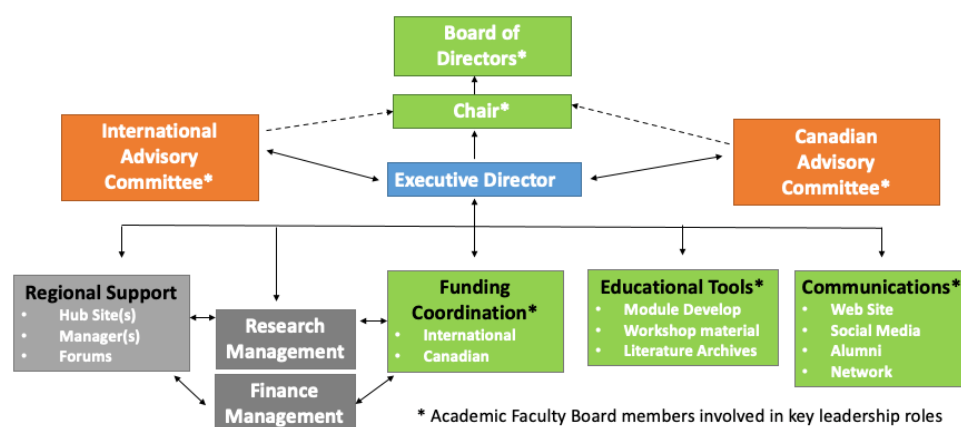 Board of
Directors*
Chair*
International
Advisory
Committee*
Canadian
Advisory
Committee*
Executive Director
Regional Support
• Hub Site(s)
• Manager(s)
• Forums
Research
Management
Finance
Management
Funding
Coordination*
• International
• Canadian
Educational Tools*
• Module Develop
• Workshop material
• Literature Archives
Communications*
• Web Site
• Social Media
• Alumni
• Network
* Academic Faculty Board members involved in key leadership roles